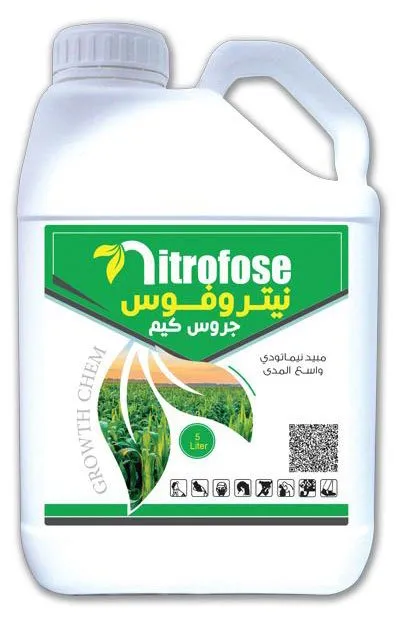 Nitrofose
نيتروفوس
جروس كيم
مبيد نيماتودي
واسع المدى
GROWTH CHEM
5
Liter